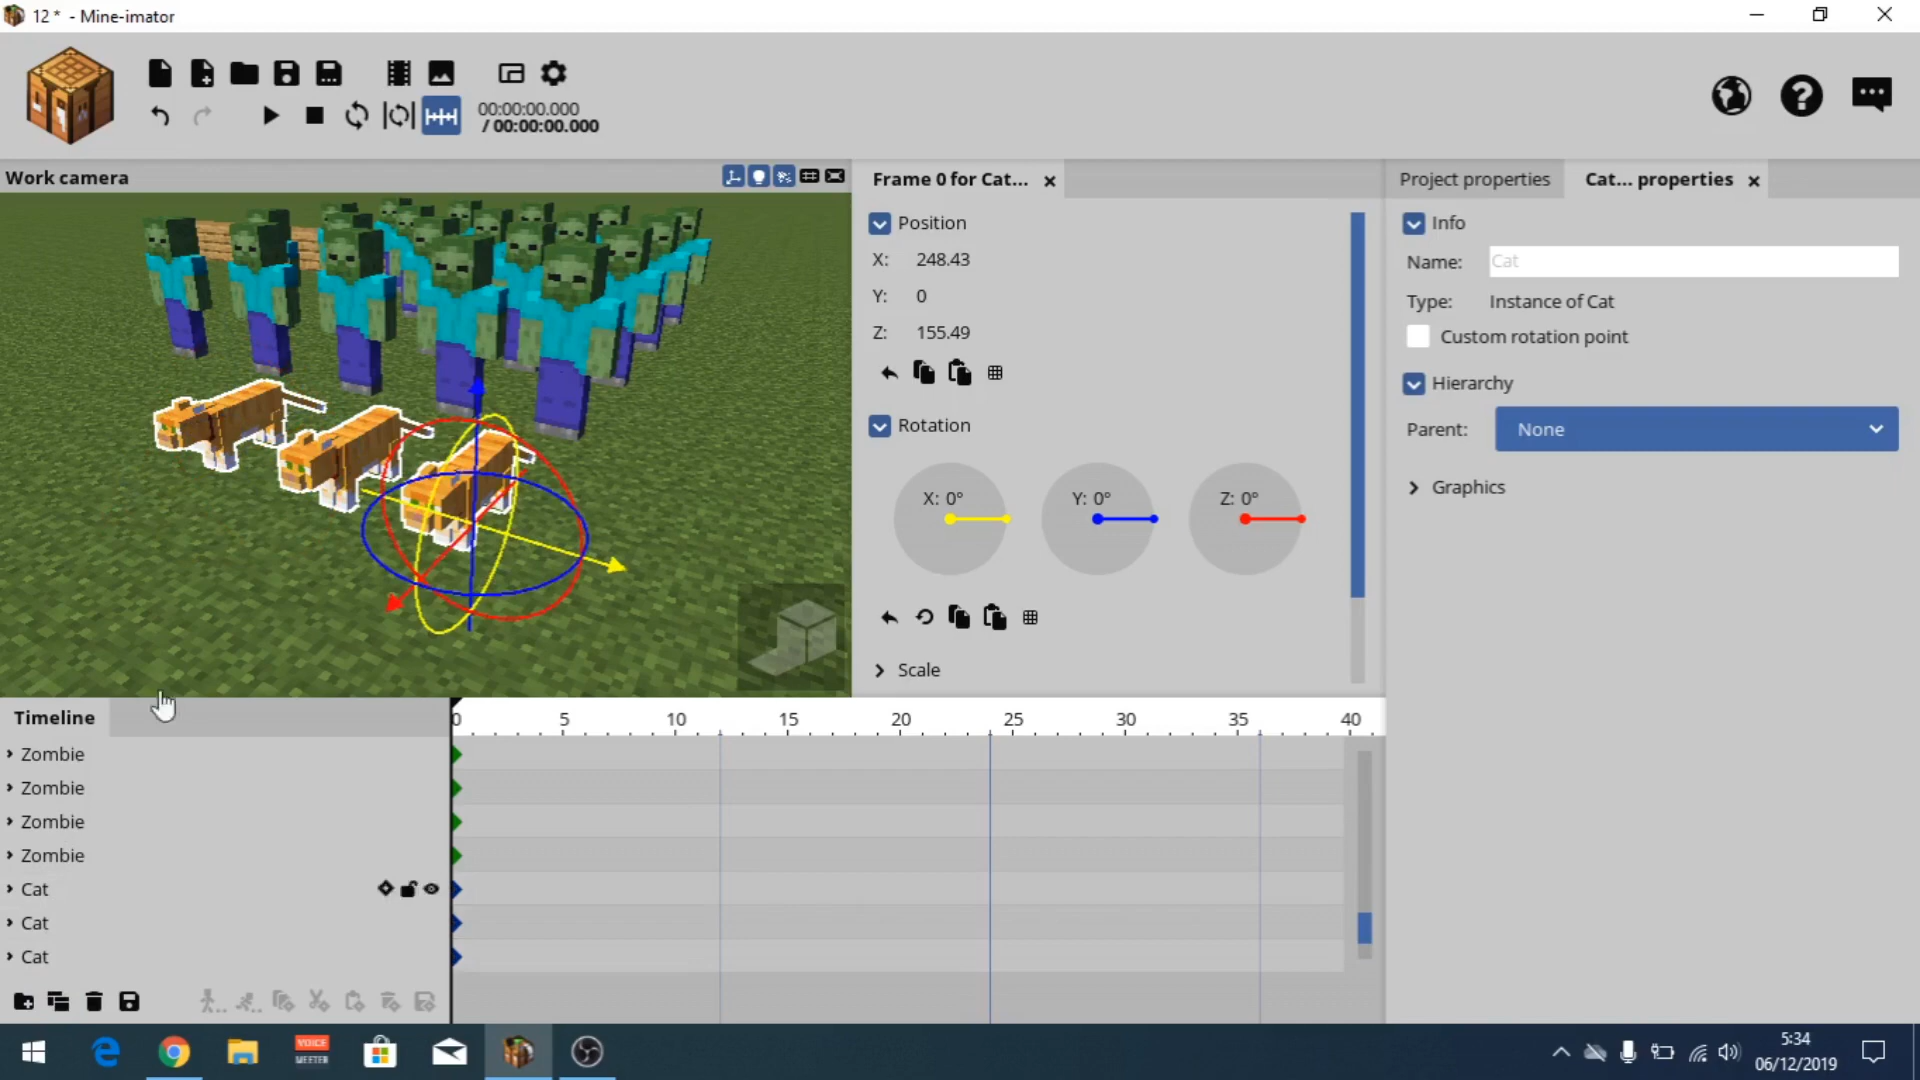 12 * - Mine-imator
00:00:00.000
/ 00:00:00.000
Work camera
Frame 0 for Cat...
Position
X: 248.43
Y: 0
Z: 155.49
Rotation
X: 0°
Y: 0°
Z: 0°
Scale
Project properties
Cat... properties
Info
Name: Cat
Type: Instance of Cat
Custom rotation point
Hierarchy
Parent: None
Graphics
Timeline
0 5 10 15 20 25 30 35 40
Zombie
Zombie
Zombie
Zombie
Cat
Cat
Cat
VOICE
MEETER
5:34
06/12/2019